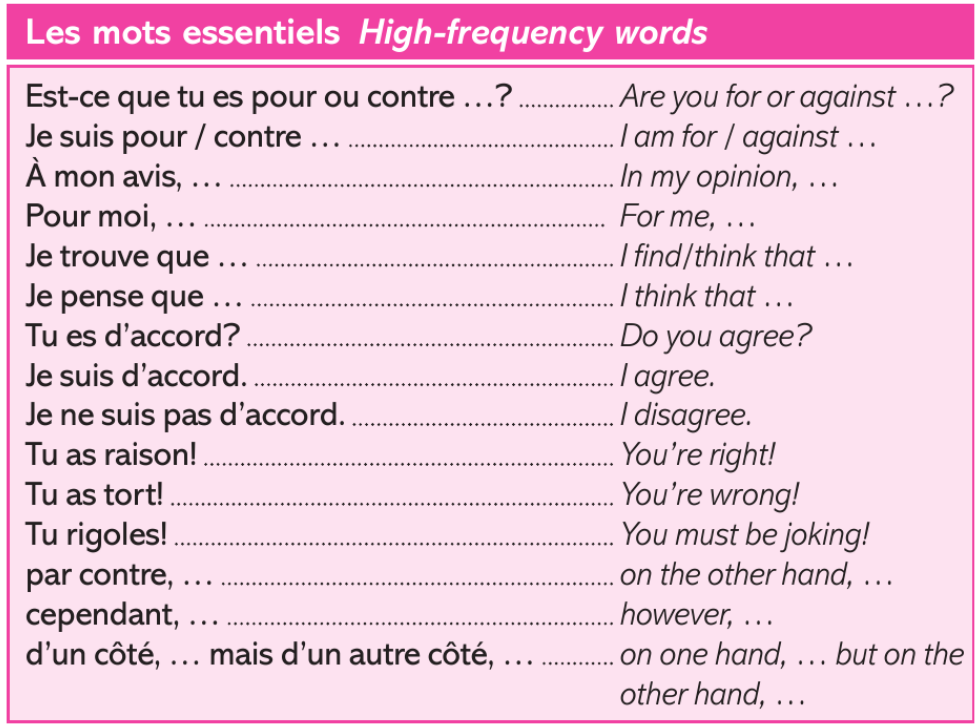 Les mots essentiels High-frequency words
Est-ce que tu es pour ou contre …? ................ Are you for or against …?
Je suis pour / contre … ............................................. I am for / against …
À mon avis, … ................................................................ In my opinion, …
Pour moi, … .................................................................... For me, …
Je trouve que … ............................................................ I find/think that …
Je pense que … ............................................................. I think that …
Tu es d’accord? ............................................................. Do you agree?
Je suis d’accord. ............................................................ I agree.
Je ne suis pas d’accord. ............................................ I disagree.
Tu as raison! .................................................................... You’re right!
Tu as tort! .......................................................................... You’re wrong!
Tu rigoles! ......................................................................... You must be joking!
par contre, … ................................................................. on the other hand, …
cependant, … ................................................................ however, …
d’un côté, … mais d’un autre côté, … ............ on one hand, … but on the
other hand, …